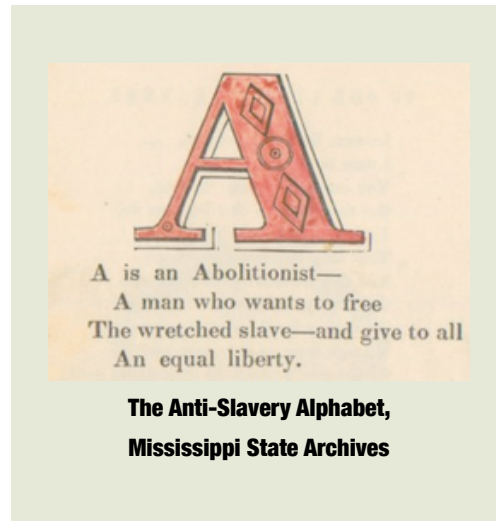 A
A is an Abolitionist—
A man who wants to free
The wretched slave—and give to all
An equal liberty.
The Anti-Slavery Alphabet,
Mississippi State Archives